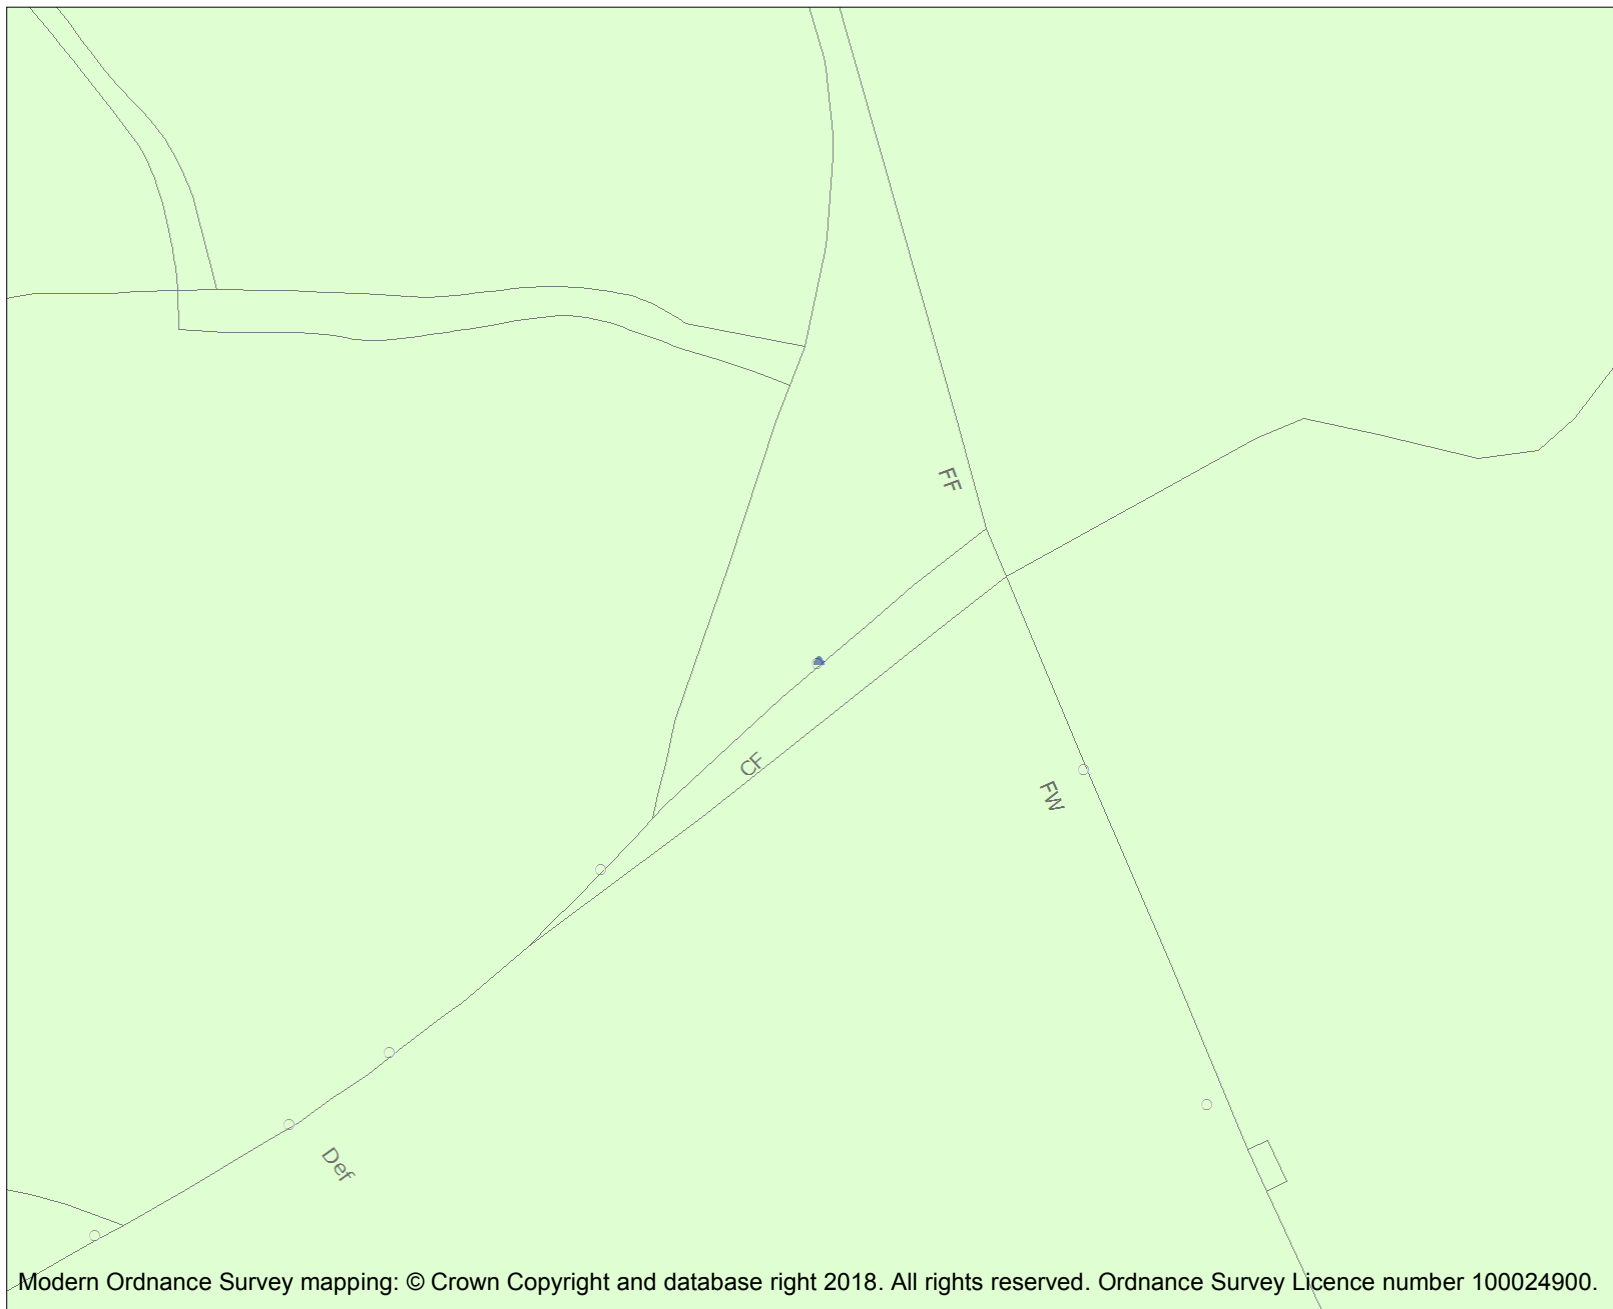 FF
CF
FW
Def
Modern Ordnance Survey mapping: © Crown Copyright and database right 2018. All rights reserved. Ordnance Survey Licence number 100024900.